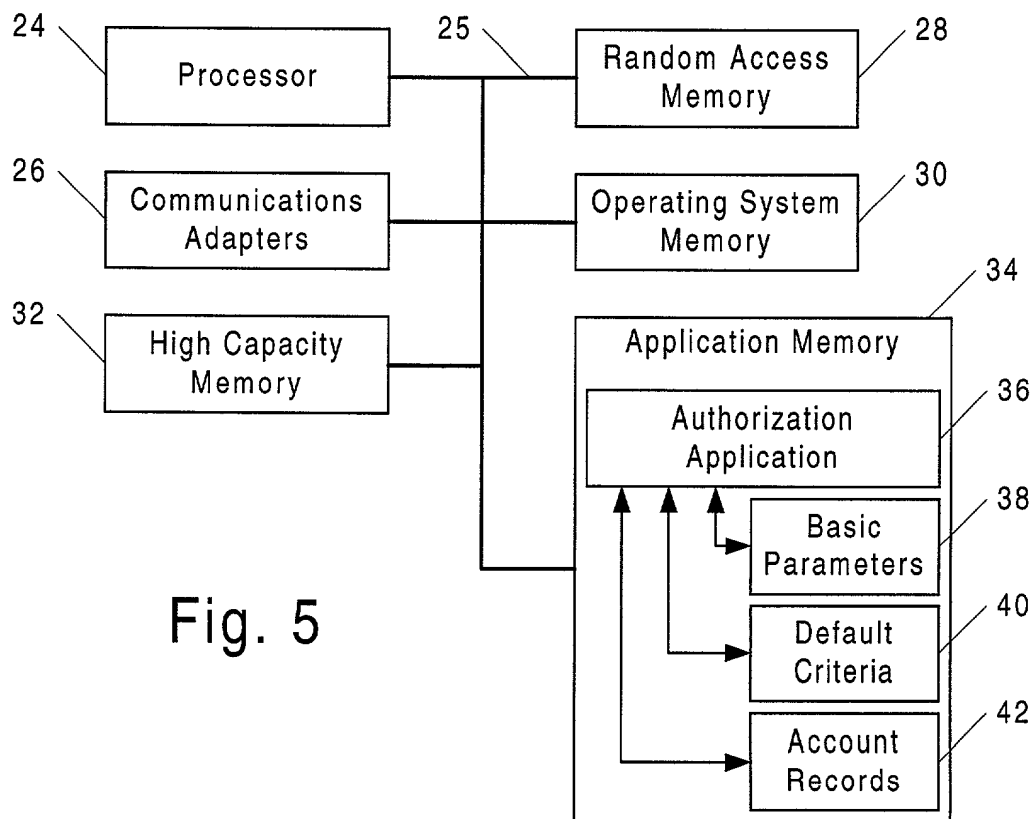 24
Processor
25
Random Access
Memory
28
26
Communications
Adapters
Operating System
Memory
30
32
High Capacity
Memory
34
Application Memory
Authorization
Application
36
Basic
Parameters
38
Default
Criteria
40
Account
Records
42
Fig. 5